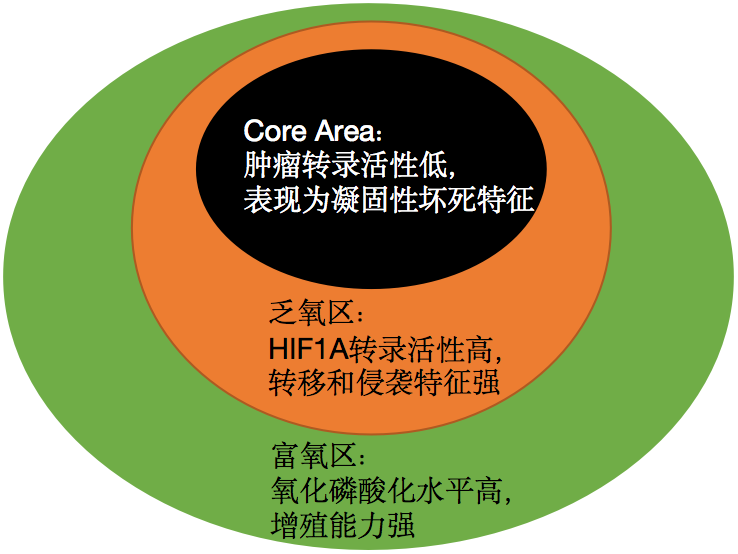 Core Area：
肿瘤转录活性低，
表现为凝固性坏死特征
乏氧区：
HIF1A转录活性高，
转移和侵袭特征强
富氧区：
氧化磷酸化水平高，
增殖能力强